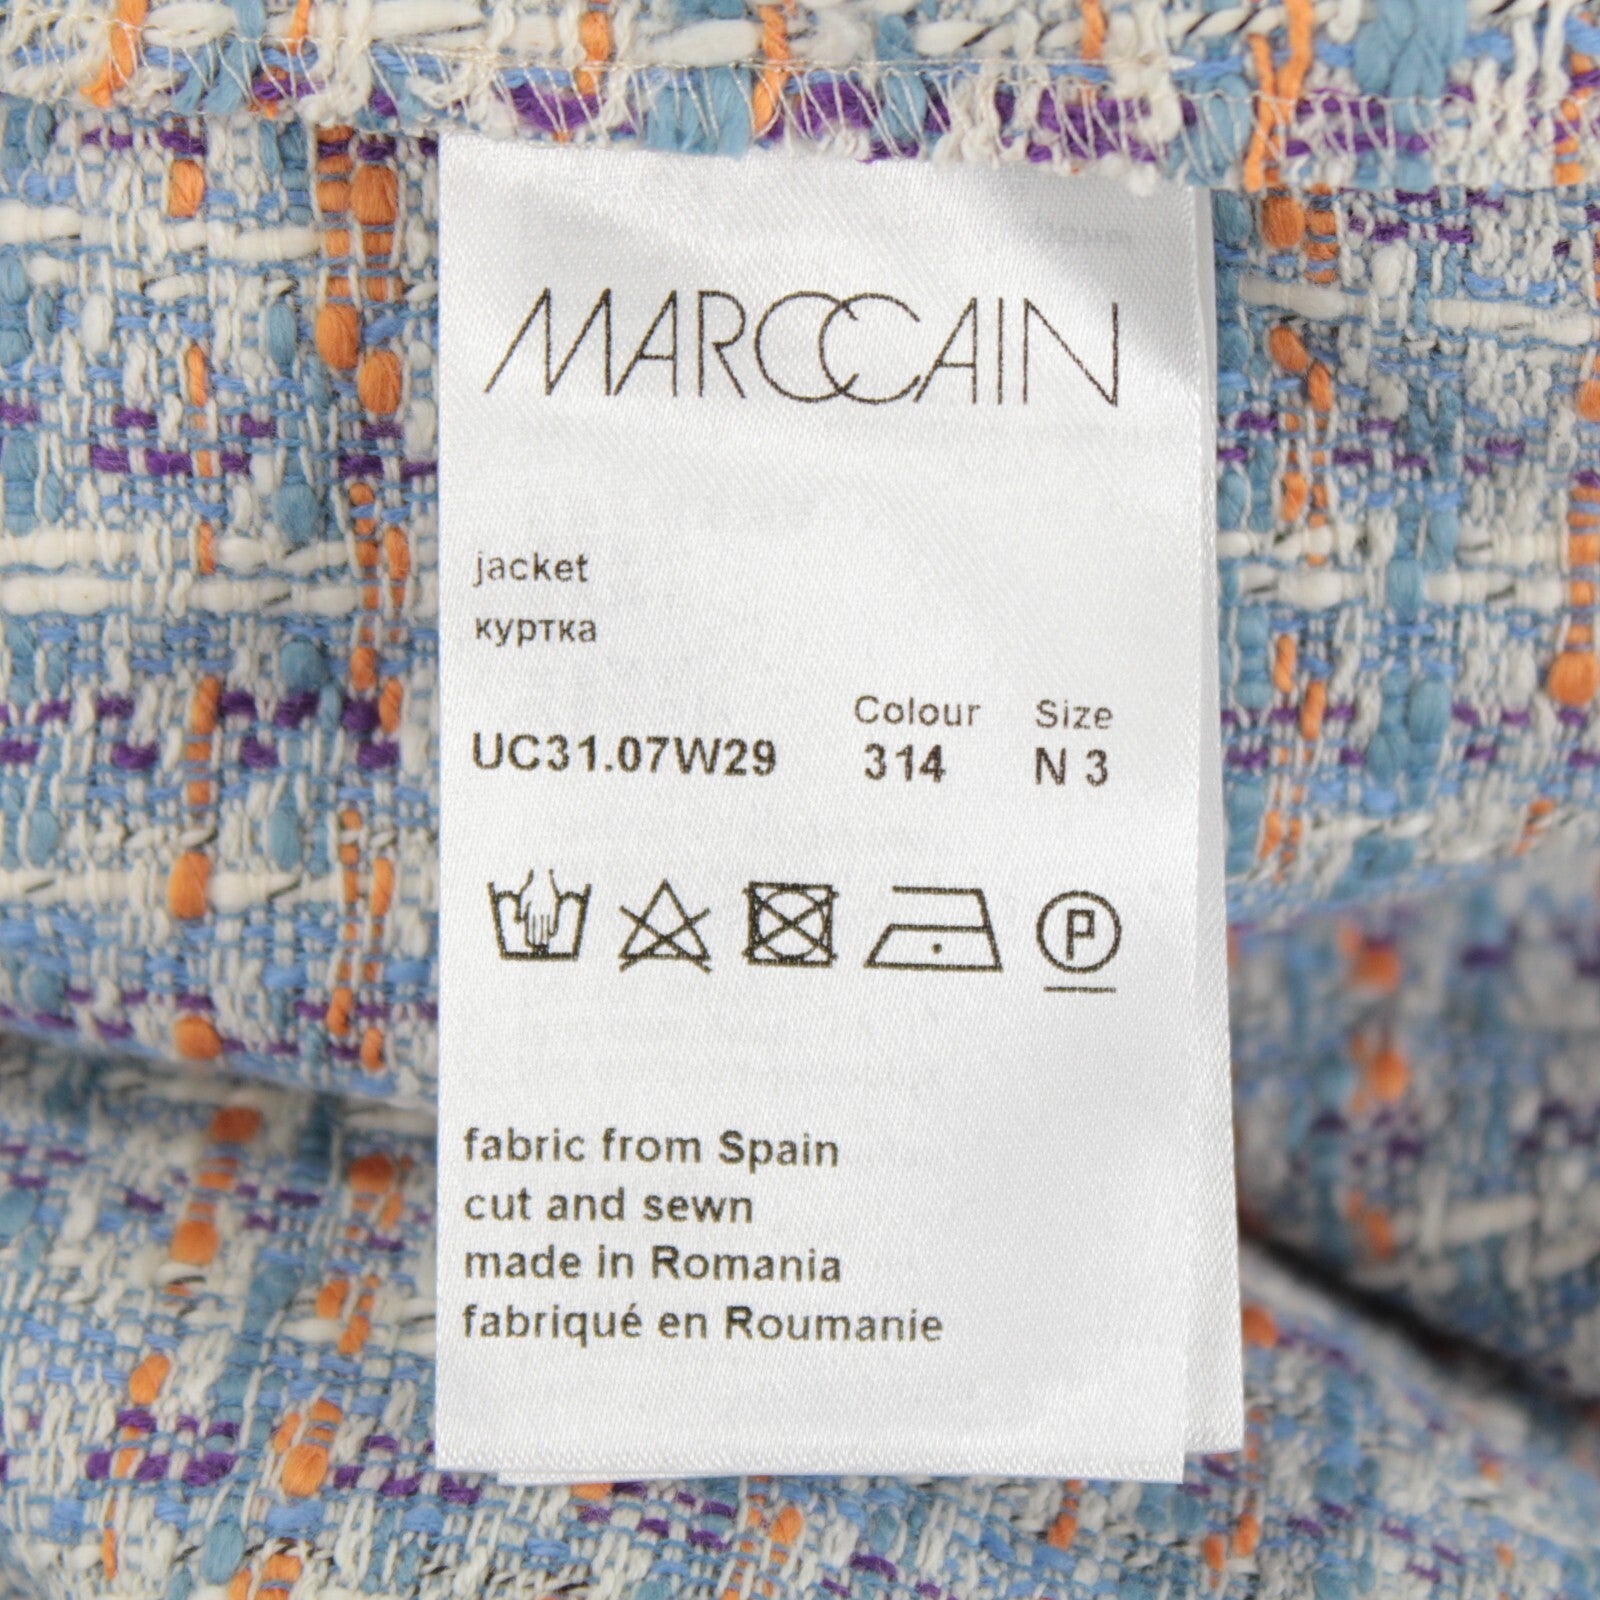 MARCCAIN
jacket
куртка
Colour Size
UC31.07W29 314 N 3
P
fabric from Spain
cut and sewn
made in Romania
fabriqué en Roumanie